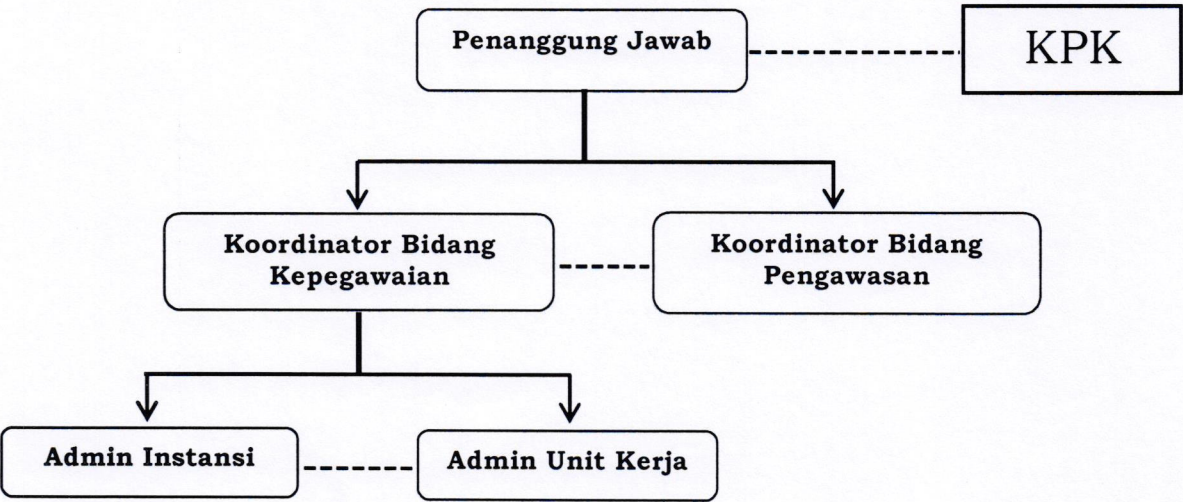 Penanggung Jawab
KPK
Koordinator Bidang
Kepegawaian
Koordinator Bidang
Pengawasan
Admin Instansi
Admin Unit Kerja